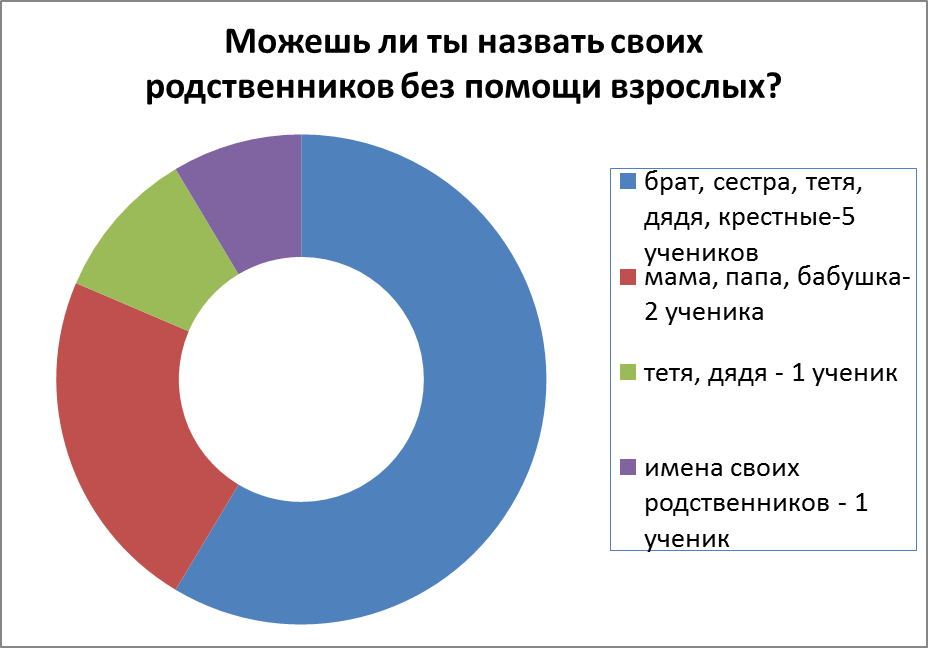 Можешь ли ты назвать своих
родственников без помощи взрослых?
брат, сестра, тетя,
дядя, крестные-5
учеников
мама, папа, бабушка-
2 ученика
тетя, дядя - 1 ученик
имена своих
родственников - 1
ученик